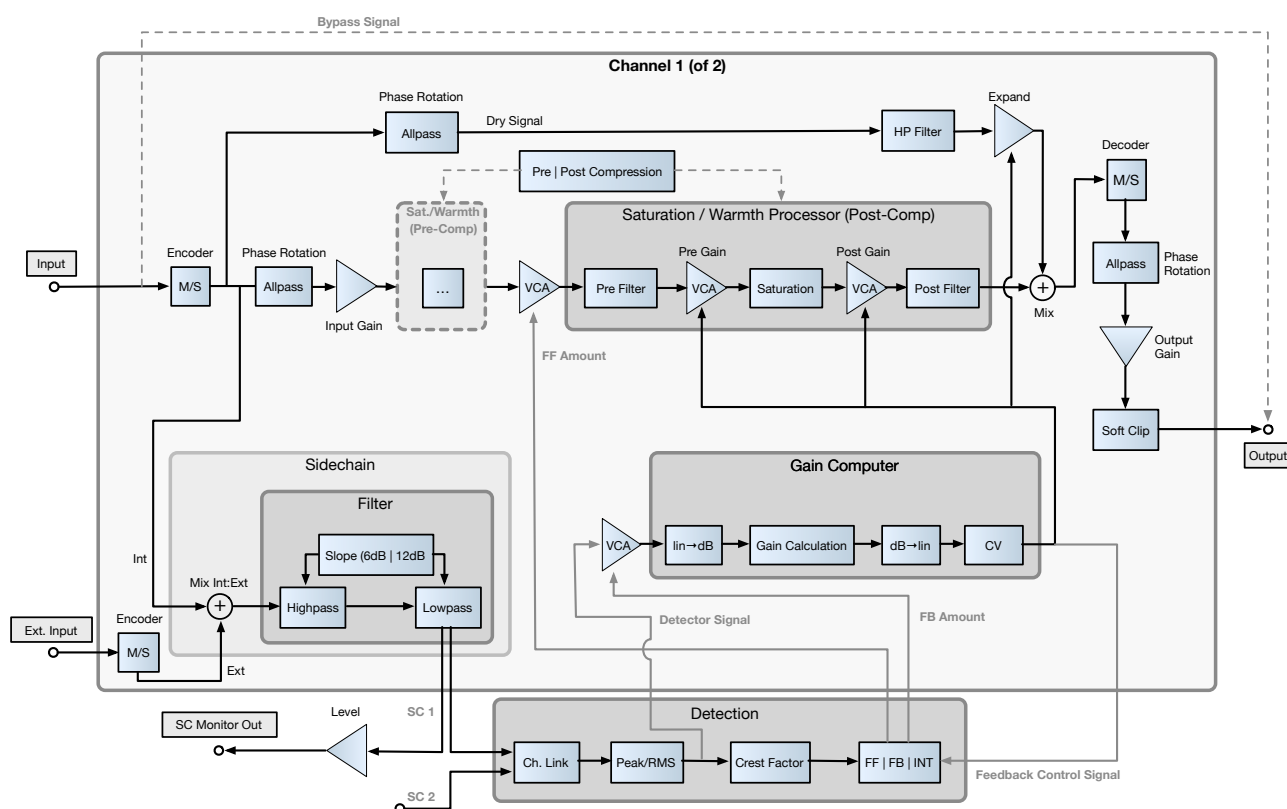 Bypass Signal
Channel 1 (of 2)
Phase Rotation
Allpass
Dry Signal
HP Filter
Expand
Pre | Post Compression
Decoder
M/S
Sat./Warmth
(Pre-Comp)
...
Saturation / Warmth Processor (Post-Comp)
Input
Encoder
M/S
Phase Rotation
Allpass
Input Gain
VCA
Pre Filter
Pre Gain
VCA
Saturation
Post Gain
VCA
Post Filter
Mix
Allpass
Phase
Rotation
Output
Gain
FF Amount
Soft Clip
Output
Sidechain
Filter
Slope (6dB | 12dB
Int
Mix Int:Ext
Highpass
Lowpass
Gain Computer
VCA
lin→dB
Gain Calculation
dB→lin
CV
Ext. Input
Encoder
M/S
Ext
Detector Signal
FB Amount
SC Monitor Out
Level
SC 1
Detection
Ch. Link
Peak/RMS
Crest Factor
FF | FB | INT
Feedback Control Signal
SC 2